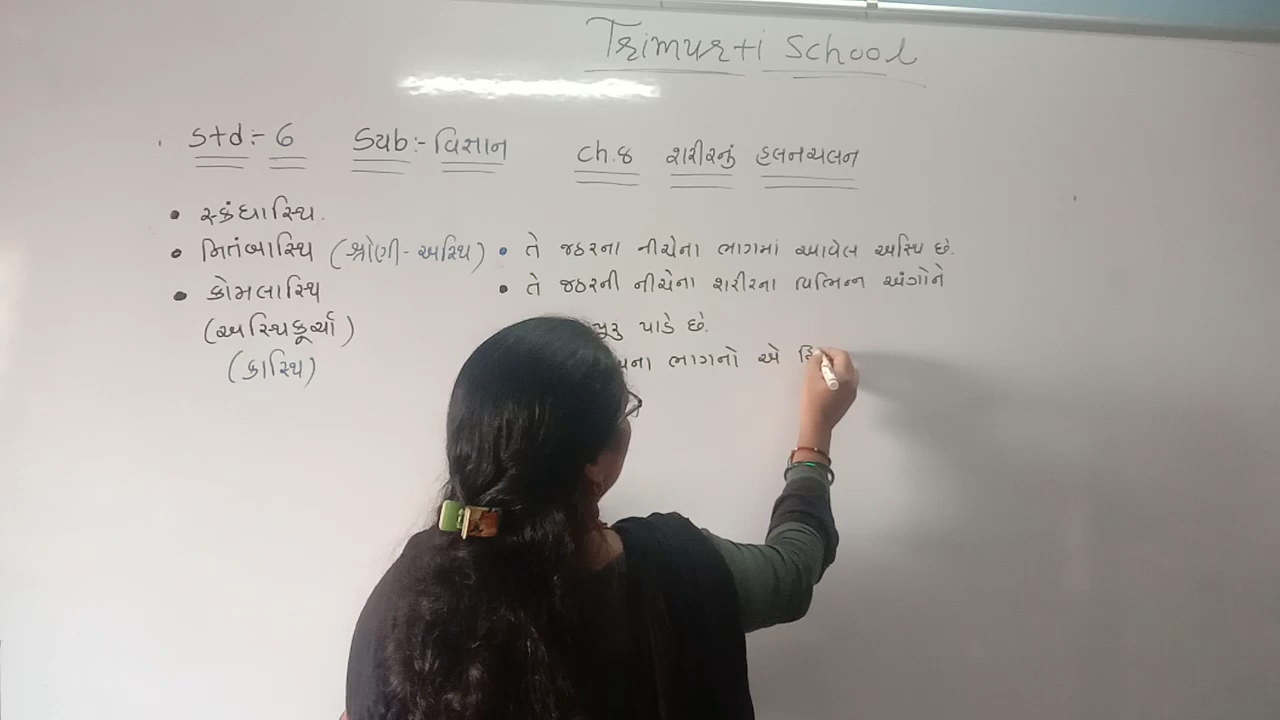 Trimurti School
Std:- 6 Sub:- વિજ્ઞાન Ch.8 શરીરનું હલનચલન
• સ્કંધાસ્થિ.
• નિતંબાસ્થિ (શ્રોણી-અસ્થિ) • તે જઠરના નીચેના ભાગમાં આવેલ અસ્થિ છે.
• કોમલાસ્થિ • તે જઠરની નીચેના શરીરના વિભિન્ન અંગોને
(અસ્થિકૂર્ચા) પૂરું પાડે છે.
(કાસ્થિ) ભાગનો એ